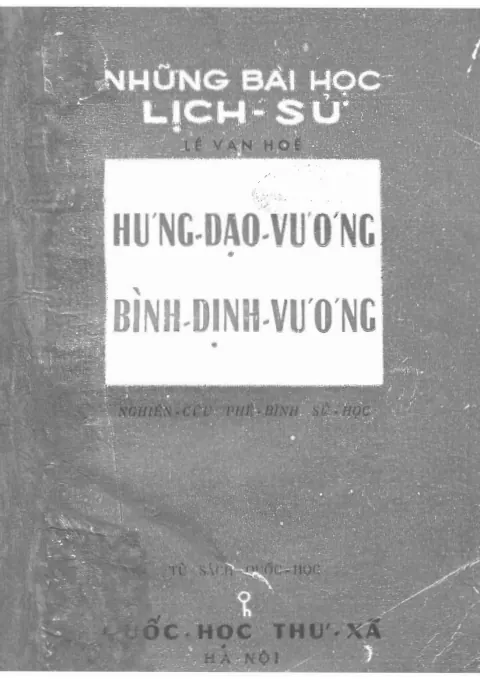 NHỮNG BÀI HỌC
LỊCH-SỬ
LÊ VĂN HOÈ
HƯNG-ĐẠO-VƯƠNG
BÌNH-ĐỊNH-VƯƠNG
NGHIÊN-CỨU PHÊ-BÌNH SỬ-HỌC
TỦ SÁCH QUỐC-HỌC
QUỐC-HỌC THƯ-XÃ
HÀ NỘI